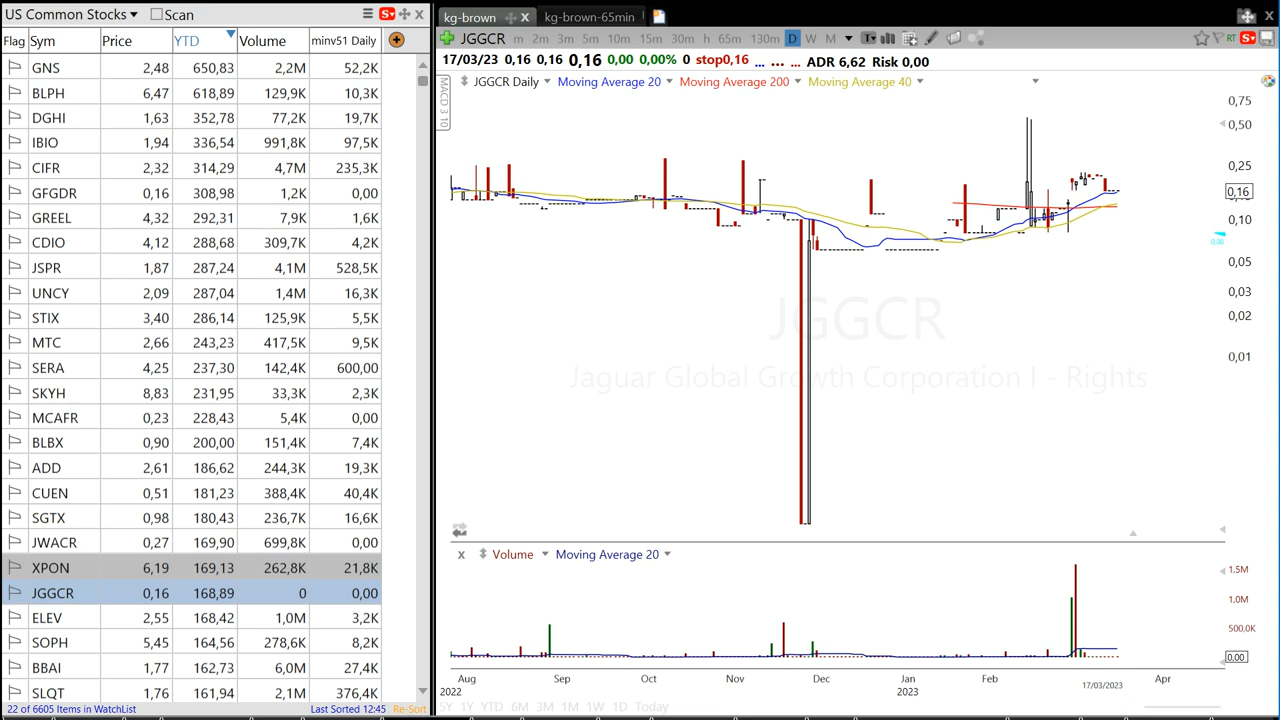 US Common Stocks Scan
Flag Sym Price YTD Volume minv51 Daily
GNS 2,48 650,83 2,2M 52,2K
BLPH 6,47 618,89 129,9K 10,3K
DGHI 1,63 352,78 77,2K 19,7K
IBIO 1,94 336,54 991,8K 97,5K
CIFR 2,32 314,29 4,7M 235,3K
GFGDR 0,16 308,98 1,2K 0,00
GREEL 4,32 292,31 7,9K 1,6K
CDIO 4,12 288,68 309,7K 4,2K
JSPR 1,87 287,24 4,1M 528,5K
UNCY 2,09 287,04 1,4M 16,3K
STIX 3,40 286,14 125,9K 5,5K
MTC 2,66 243,23 417,5K 9,5K
SERA 4,25 237,30 142,4K 600,00
SKYH 8,83 231,95 33,3K 2,3K
MCAFR 0,23 228,43 5,4K 0,00
BLBX 0,90 200,00 151,4K 7,4K
ADD 2,61 186,62 244,3K 19,3K
CUEN 0,51 181,23 388,4K 40,4K
SGTX 0,98 180,43 236,7K 16,6K
JWACR 0,27 169,90 699,8K 0,00
XPON 6,19 169,13 262,8K 21,8K
JGGCR 0,16 168,89 0 0,00
ELEV 2,55 168,42 1,0M 3,2K
SOPH 5,45 164,56 278,6K 8,2K
BBAI 1,77 162,73 6,0M 27,4K
SLQT 1,76 161,94 2,1M 376,4K
22 of 6605 Items in WatchList Last Sorted 12:45 Re-Sort
kg-brown kg-brown-65min
JGGCR m 2m 3m 5m 10m 15m 30m h 65m 130m D W M
17/03/23 0,16 0,16 0,16 0,00 0,00% 0 stop0,16 ... ... ... ADR 6,62 Risk 0,00
JGGCR Daily Moving Average 20 Moving Average 200 Moving Average 40
MACD 3 10
0,75
0,50
0,25
0,16
0,10
0,05
0,03
0,02
0,01
JGGCR
Jaguar Global Growth Corporation I - Rights
Volume Moving Average 20
1.5M
1.0M
500.0K
0.00
Aug Sep Oct Nov Dec Jan Feb 17/03/2023 Apr
2022 2023
5Y 1Y YTD 6M 3M 1M 1W 1D Today